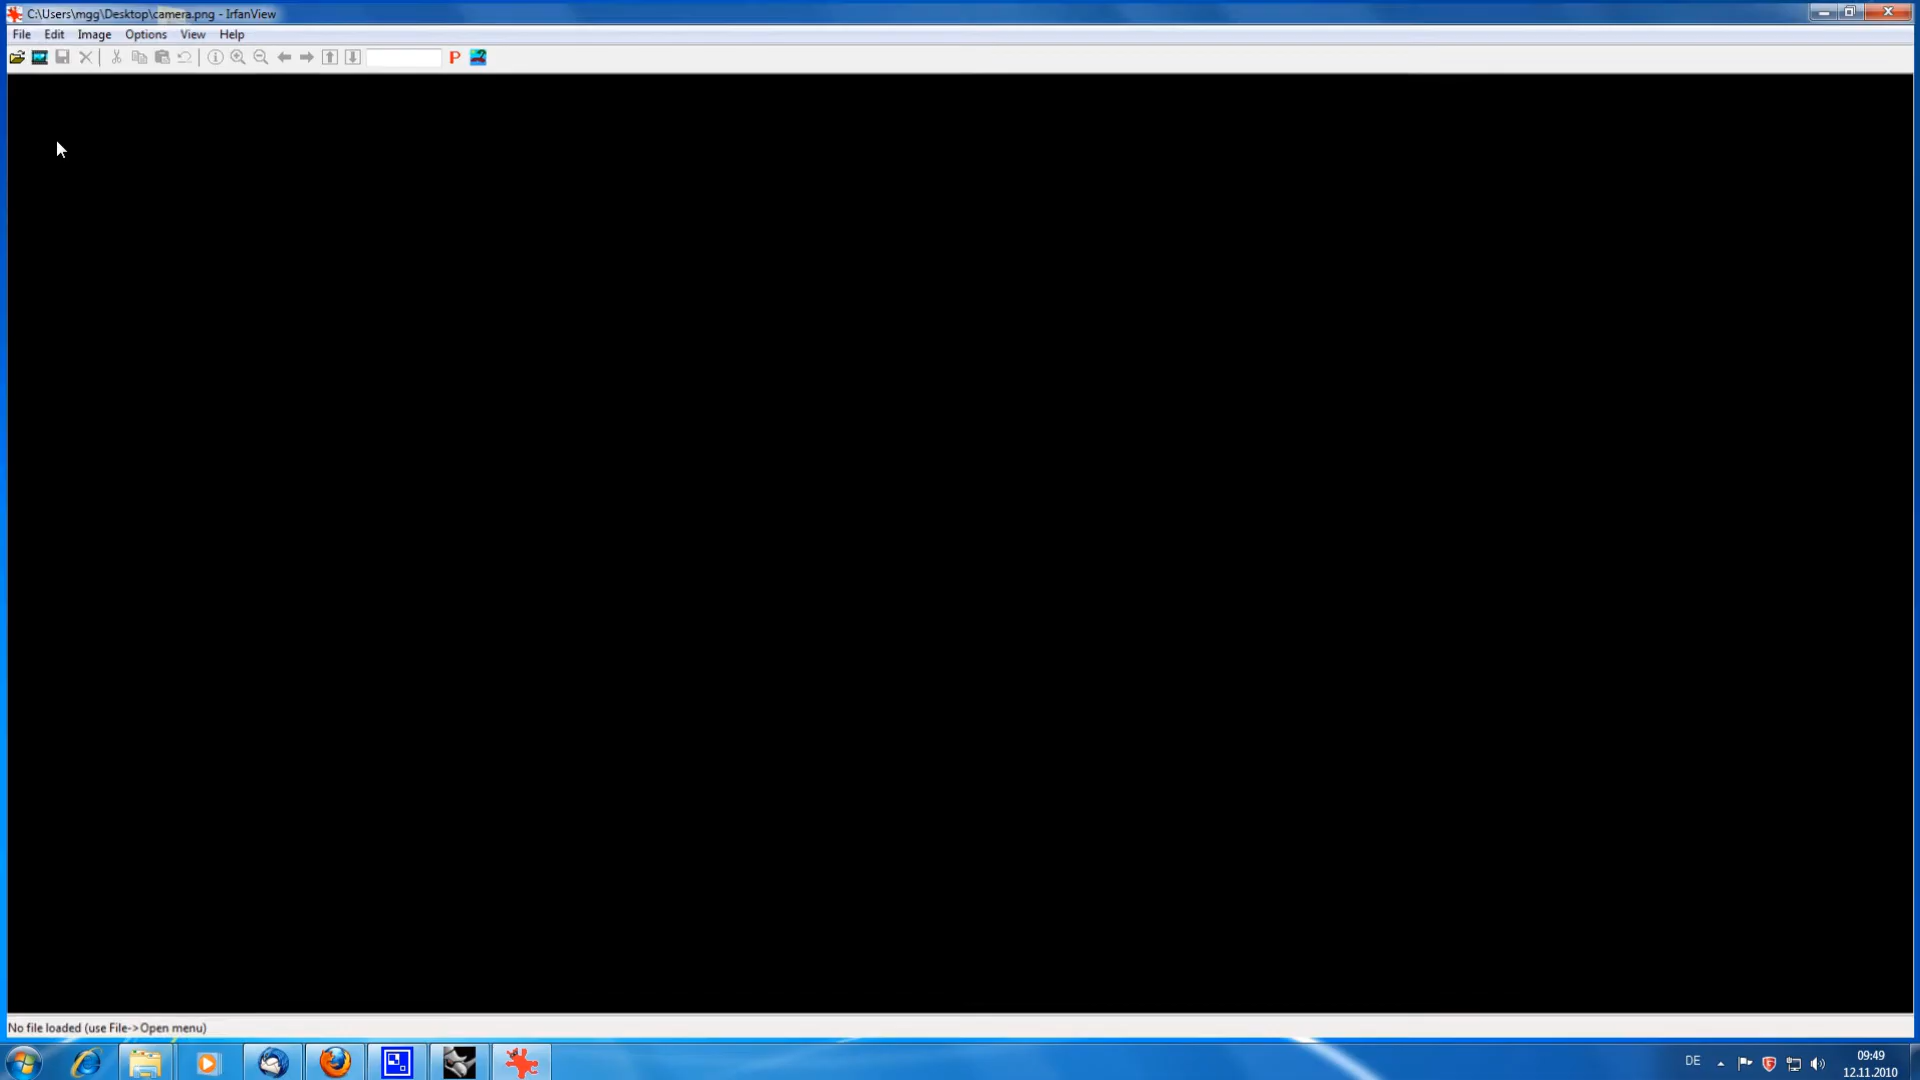 C:\Users\mgg\Desktop\camera.png - IrfanView
File Edit Image Options View Help
P
No file loaded (use File->Open menu)
DE
09:49
12.11.2010